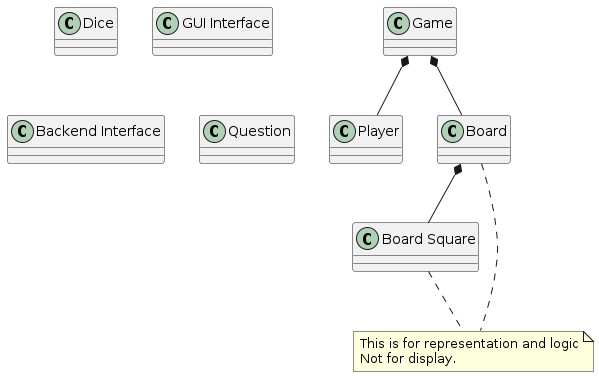 C Dice
C GUI Interface
C Game
C Backend Interface
C Question
C Player
C Board
C Board Square
This is for representation and logic
Not for display.